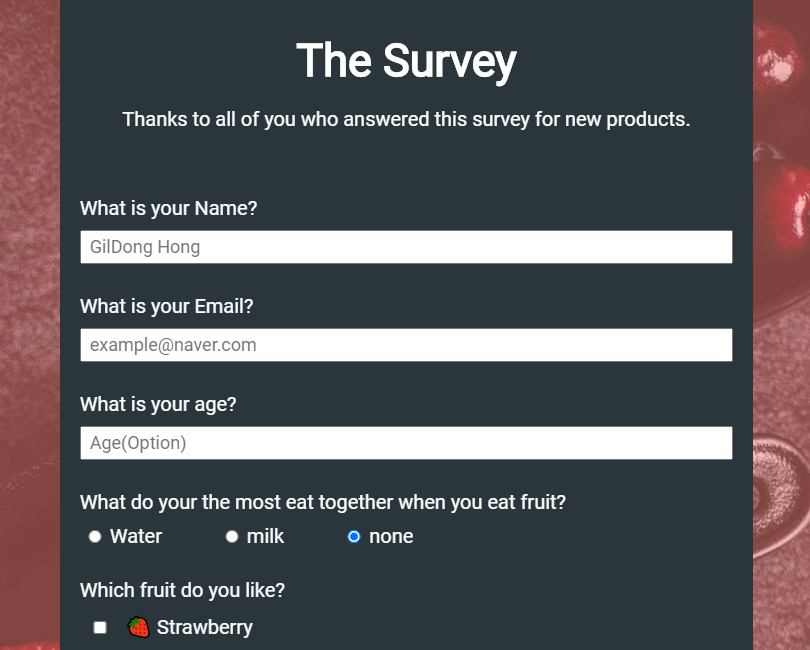 The Survey
Thanks to all of you who answered this survey for new products.
What is your Name?
GilDong Hong
What is your Email?
example@naver.com
What is your age?
Age(Option)
What do your the most eat together when you eat fruit?
Water milk none
Which fruit do you like?
Strawberry